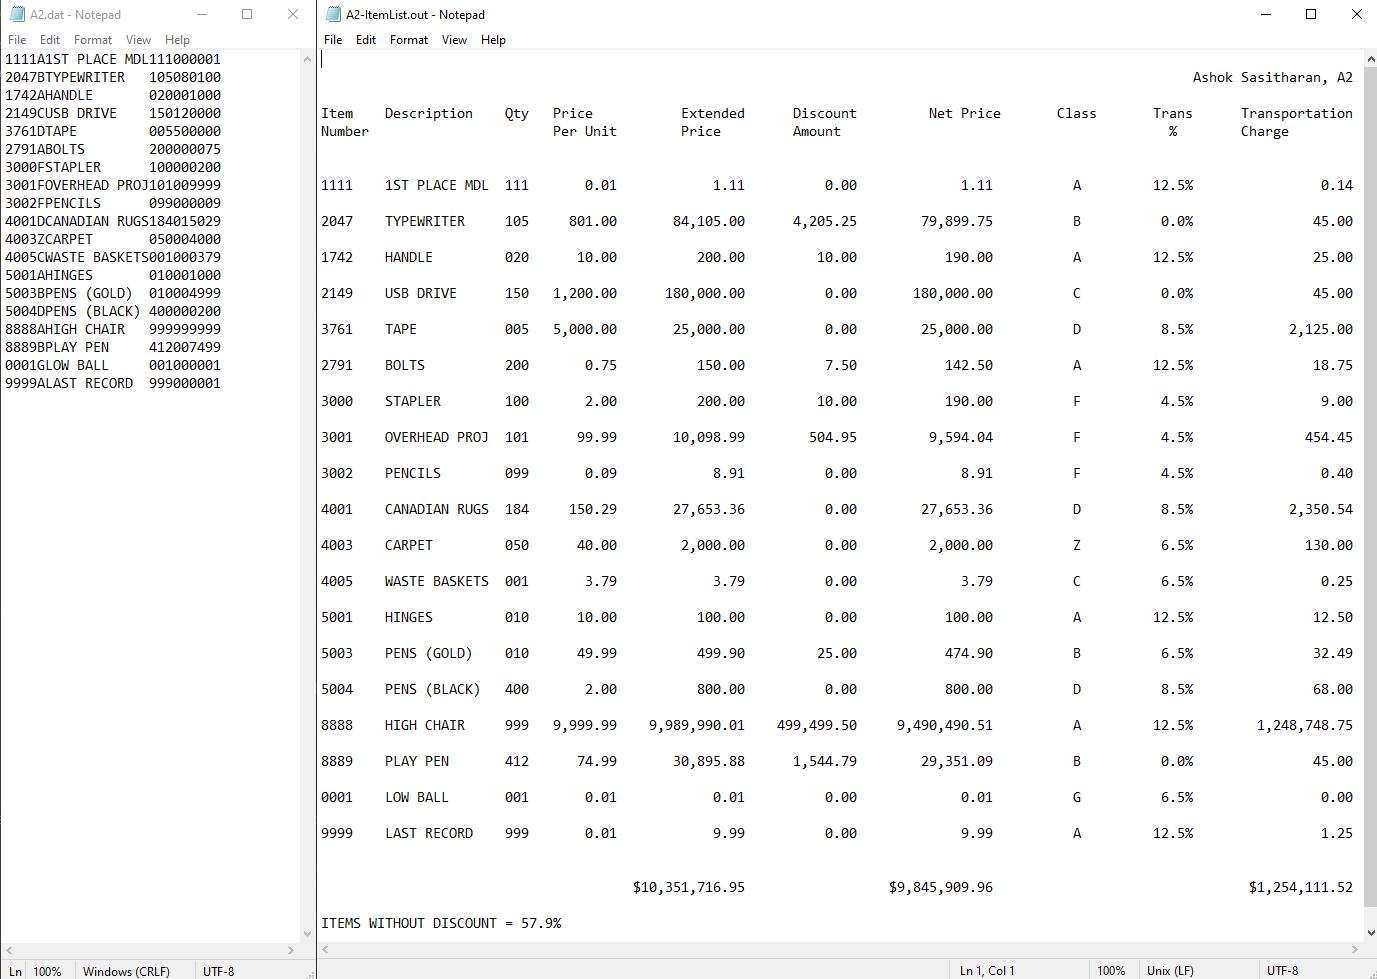 A2.dat - Notepad
File Edit Format View Help
1111A1ST PLACE MDL111000001
2047BTYPEWRITER   105080100
1742AHANDLE       020001000
2149CUSB DRIVE    150120000
3761DTAPE         005500000
2791ABOLTS        200000075
3000FSTAPLER      100000200
3001FOVERHEAD PROJ101009999
3002FPENCILS      099000009
4001DCANADIAN RUGS184015029
4003ZCARPET       050004000
4005CWASTE BASKETS001000379
5001AHINGES       010001000
5003BPENS (GOLD)  010004999
5004DPENS (BLACK) 400000200
8888AHIGH CHAIR   999999999
8889BPLAY PEN     412007499
0001GLOW BALL     001000001
9999ALAST RECORD  999000001
Ln 100% Windows (CRLF) UTF-8
A2-ItemList.out - Notepad
File Edit Format View Help
Ashok Sasitharan, A2
Item Description Qty Price Extended Discount Net Price Class Trans Transportation
Number Per Unit Price Amount % Charge
1111 1ST PLACE MDL 111 0.01 1.11 0.00 1.11 A 12.5% 0.14
2047 TYPEWRITER 105 801.00 84,105.00 4,205.25 79,899.75 B 0.0% 45.00
1742 HANDLE 020 10.00 200.00 10.00 190.00 A 12.5% 25.00
2149 USB DRIVE 150 1,200.00 180,000.00 0.00 180,000.00 C 0.0% 45.00
3761 TAPE 005 5,000.00 25,000.00 0.00 25,000.00 D 8.5% 2,125.00
2791 BOLTS 200 0.75 150.00 7.50 142.50 A 12.5% 18.75
3000 STAPLER 100 2.00 200.00 10.00 190.00 F 4.5% 9.00
3001 OVERHEAD PROJ 101 99.99 10,098.99 504.95 9,594.04 F 4.5% 454.45
3002 PENCILS 099 0.09 8.91 0.00 8.91 F 4.5% 0.40
4001 CANADIAN RUGS 184 150.29 27,653.36 0.00 27,653.36 D 8.5% 2,350.54
4003 CARPET 050 40.00 2,000.00 0.00 2,000.00 Z 6.5% 130.00
4005 WASTE BASKETS 001 3.79 3.79 0.00 3.79 C 6.5% 0.25
5001 HINGES 010 10.00 100.00 0.00 100.00 A 12.5% 12.50
5003 PENS (GOLD) 010 49.99 499.90 25.00 474.90 B 6.5% 32.49
5004 PENS (BLACK) 400 2.00 800.00 0.00 800.00 D 8.5% 68.00
8888 HIGH CHAIR 999 9,999.99 9,989,990.01 499,499.50 9,490,490.51 A 12.5% 1,248,748.75
8889 PLAY PEN 412 74.99 30,895.88 1,544.79 29,351.09 B 0.0% 45.00
0001 LOW BALL 001 0.01 0.01 0.00 0.01 G 6.5% 0.00
9999 LAST RECORD 999 0.01 9.99 0.00 9.99 A 12.5% 1.25
$10,351,716.95 $9,845,909.96 $1,254,111.52
ITEMS WITHOUT DISCOUNT = 57.9%
Ln 1, Col 1 100% Unix (LF) UTF-8